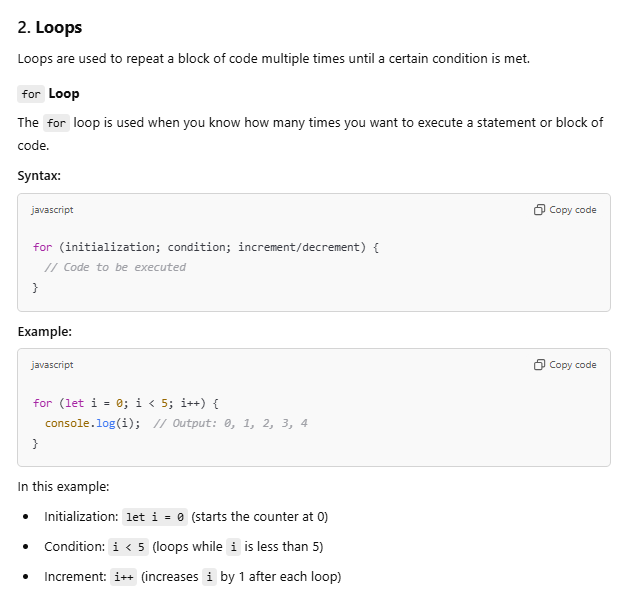 2. Loops
Loops are used to repeat a block of code multiple times until a certain condition is met.
for Loop
The for loop is used when you know how many times you want to execute a statement or block of
code.
Syntax:
javascript Copy code
for (initialization; condition; increment/decrement) {
  // Code to be executed
}
Example:
javascript Copy code
for (let i = 0; i < 5; i++) {
  console.log(i);  // Output: 0, 1, 2, 3, 4
}
In this example:
• Initialization: let i = 0 (starts the counter at 0)
• Condition: i < 5 (loops while i is less than 5)
• Increment: i++ (increases i by 1 after each loop)